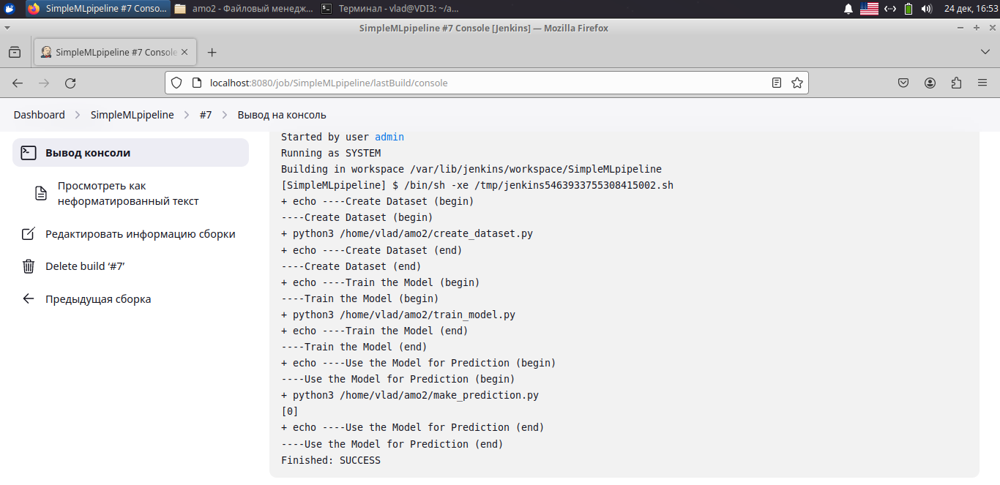 SimpleMLpipeline #7 Conso...
amo2 - Файловый менедж...
Терминал - vlad@VDI3: ~/a...
24 дек, 16:53
SimpleMLpipeline #7 Console [Jenkins] — Mozilla Firefox
SimpleMLpipeline #7 Console
localhost:8080/job/SimpleMLpipeline/lastBuild/console
Dashboard
SimpleMLpipeline
#7
Вывод на консоль
Вывод консоли
Просмотреть как
неформатированный текст
Редактировать информацию сборки
Delete build ‘#7’
Предыдущая сборка
Started by user admin
Running as SYSTEM
Building in workspace /var/lib/jenkins/workspace/SimpleMLpipeline
[SimpleMLpipeline] $ /bin/sh -xe /tmp/jenkins5463933755308415002.sh
+ echo ----Create Dataset (begin)
----Create Dataset (begin)
+ python3 /home/vlad/amo2/create_dataset.py
+ echo ----Create Dataset (end)
----Create Dataset (end)
+ echo ----Train the Model (begin)
----Train the Model (begin)
+ python3 /home/vlad/amo2/train_model.py
+ echo ----Train the Model (end)
----Train the Model (end)
+ echo ----Use the Model for Prediction (begin)
----Use the Model for Prediction (begin)
+ python3 /home/vlad/amo2/make_prediction.py
[0]
+ echo ----Use the Model for Prediction (end)
----Use the Model for Prediction (end)
Finished: SUCCESS